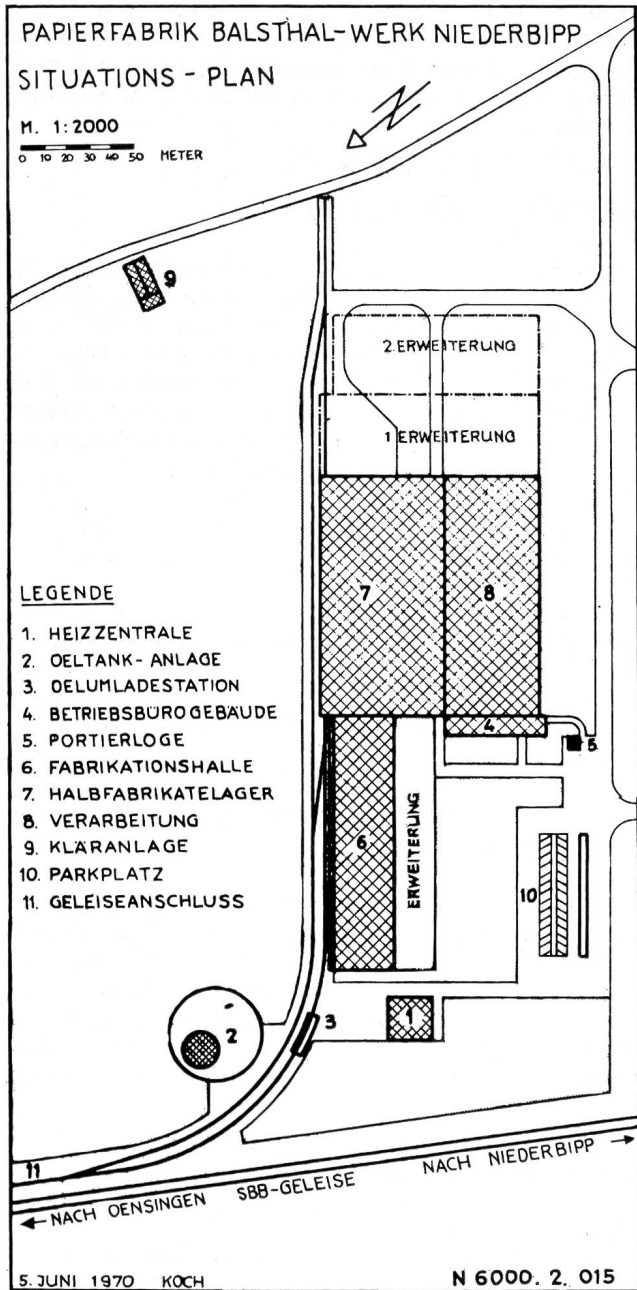 PAPIERFABRIK BALSTHAL-WERK NIEDERBIPP
SITUATIONS - PLAN
M. 1:2000
0 10 20 30 40 50 METER
9
2. ERWEITERUNG
1 ERWEITERUNG
7
8
LEGENDE
1. HEIZZENTRALE
2. OELTANK-ANLAGE
3. OELUMLADESTATION
4. BETRIEBSBÜROGEBÄUDE
5. PORTIERLOGE
6. FABRIKATIONSHALLE
7. HALBFABRIKATELAGER
8. VERARBEITUNG
9. KLÄRANLAGE
10. PARKPLATZ
11. GELEISEANSCHLUSS
4
5.
6
ERWEITERUNG
10
2
3
1
11
NACH OENSINGEN SBB-GELEISE NACH NIEDERBIPP
5. JUNI 1970 KOCH N 6000. 2. 015